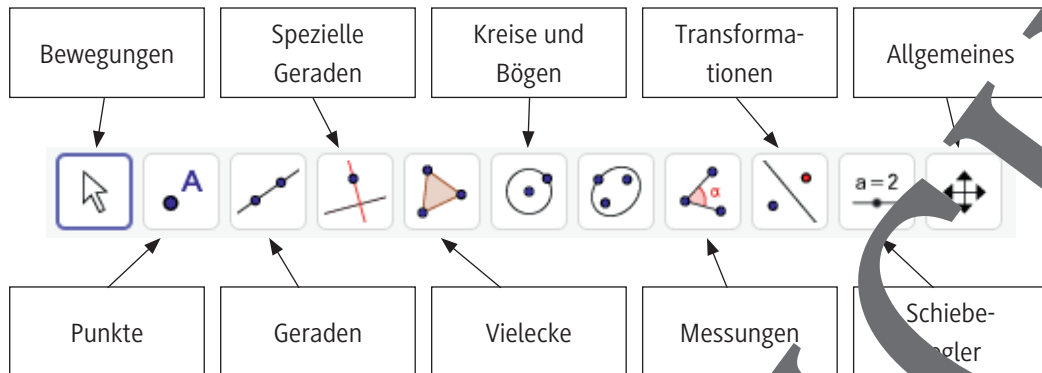 Bewegungen
Spezielle
Geraden
Kreise und
Bögen
Transforma-
tionen
Allgemeines
A
α
a=2
Punkte
Geraden
Vielecke
Messungen
Schiebe-